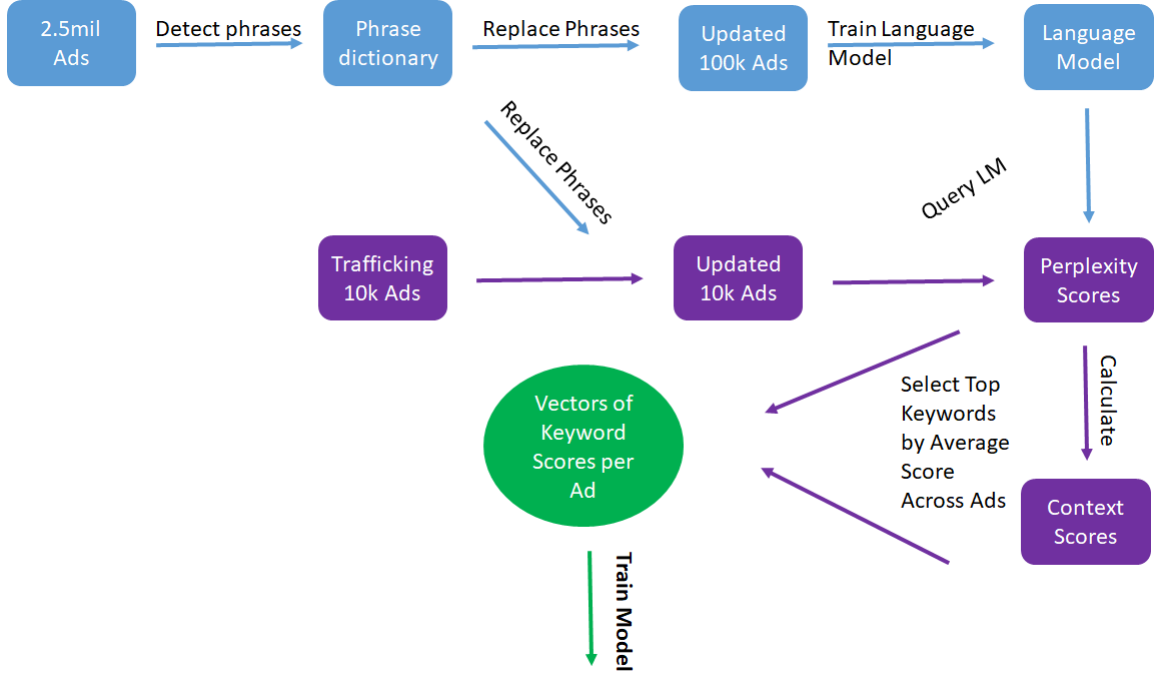 2.5mil
Ads
Detect phrases
Phrase
dictionary
Replace Phrases
Updated
100k Ads
Train Language
Model
Language
Model
Replace Phrases
Query LM
Trafficking
10k Ads
Updated
10k Ads
Perplexity
Scores
Vectors of
Keyword
Scores per
Ad
Select Top
Keywords
by Average
Score
Across Ads
Calculate
Context
Scores
Train Model